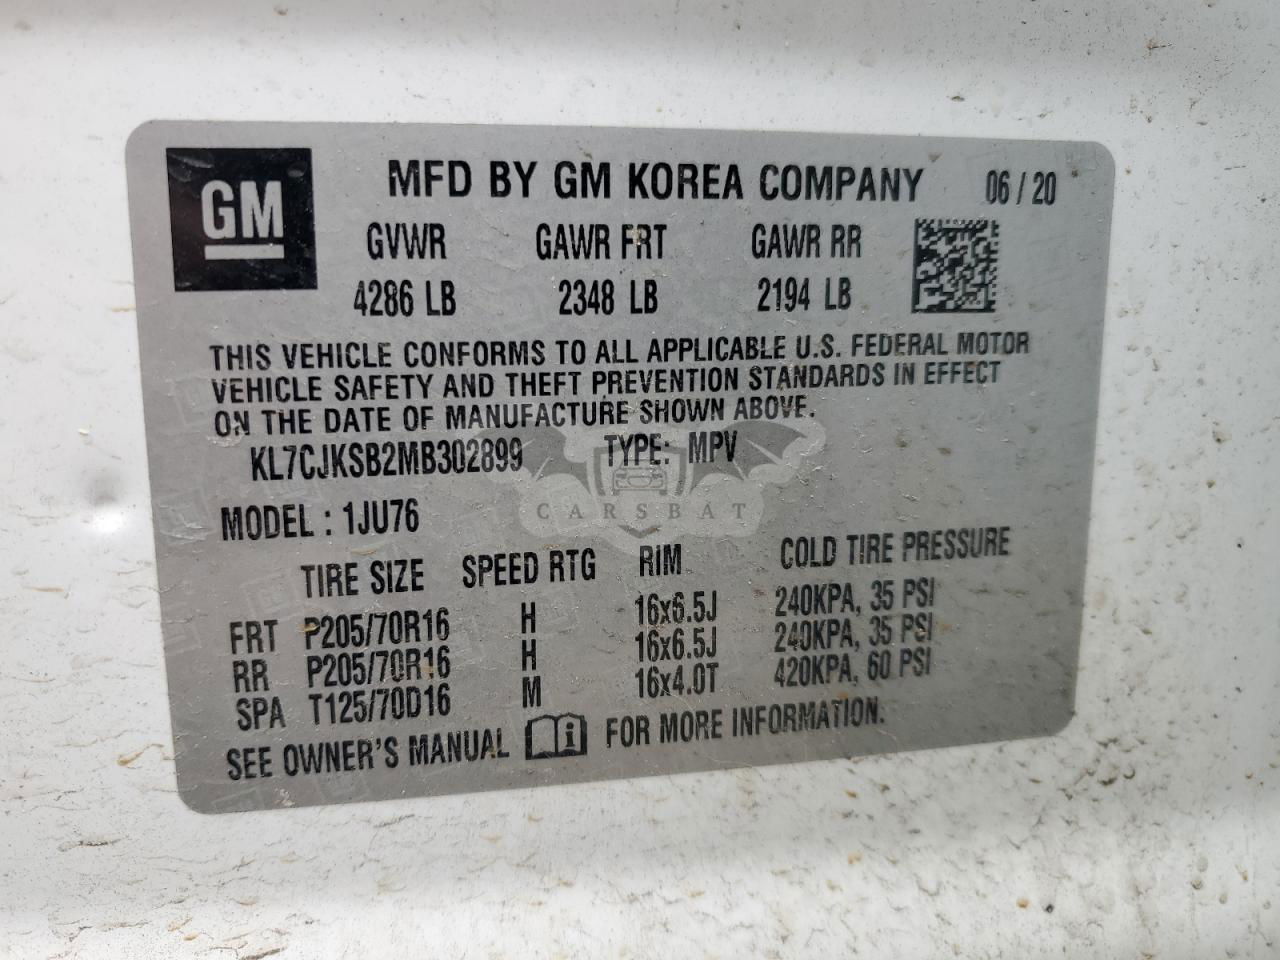 GM
MFD BY GM KOREA COMPANY 06 / 20
GVWR GAWR FRT GAWR RR
4286 LB 2348 LB 2194 LB
THIS VEHICLE CONFORMS TO ALL APPLICABLE U.S. FEDERAL MOTOR
VEHICLE SAFETY AND THEFT PREVENTION STANDARDS IN EFFECT
ON THE DATE OF MANUFACTURE SHOWN ABOVE.
KL7CJKSB2MB302899 TYPE: MPV
CARSBAT
MODEL : 1JU76
TIRE SIZE SPEED RTG RIM COLD TIRE PRESSURE
FRT P205/70R16 H 16x6.5J 240KPA, 35 PSI
RR P205/70R16 H 16x6.5J 240KPA, 35 PSI
SPA T125/70D16 M 16x4.0T 420KPA, 60 PSI
SEE OWNER'S MANUAL i FOR MORE INFORMATION.